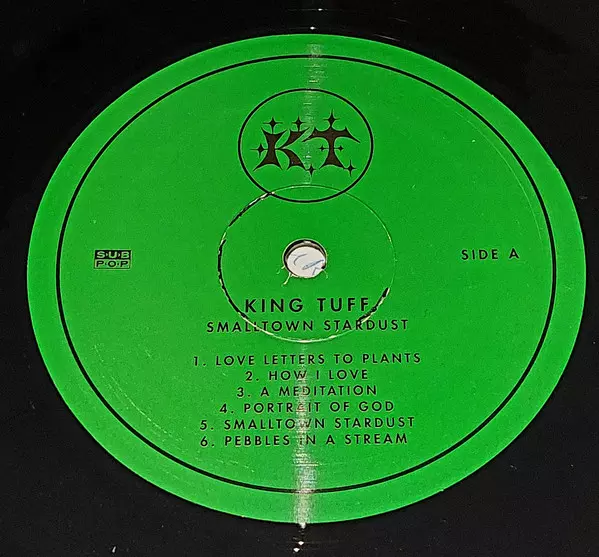 KT
SUB
POP
SIDE A
KING TUFF
SMALLTOWN STARDUST
1. LOVE LETTERS TO PLANTS
2. HOW I LOVE
3. A MEDITATION
4. PORTRAIT OF GOD
5. SMALLTOWN STARDUST
6. PEBBLES IN A STREAM